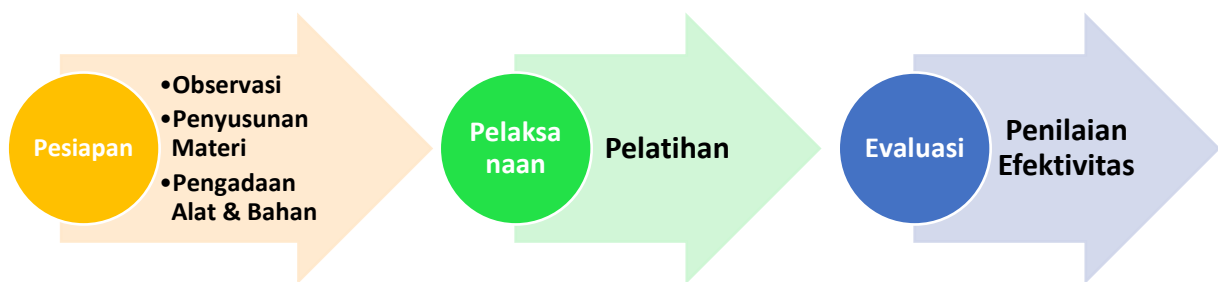 Pesiapan
•Observasi
•Penyusunan
Materi
•Pengadaan
Alat & Bahan
Pelaksa
naan
Pelatihan
Evaluasi
Penilaian
Efektivitas